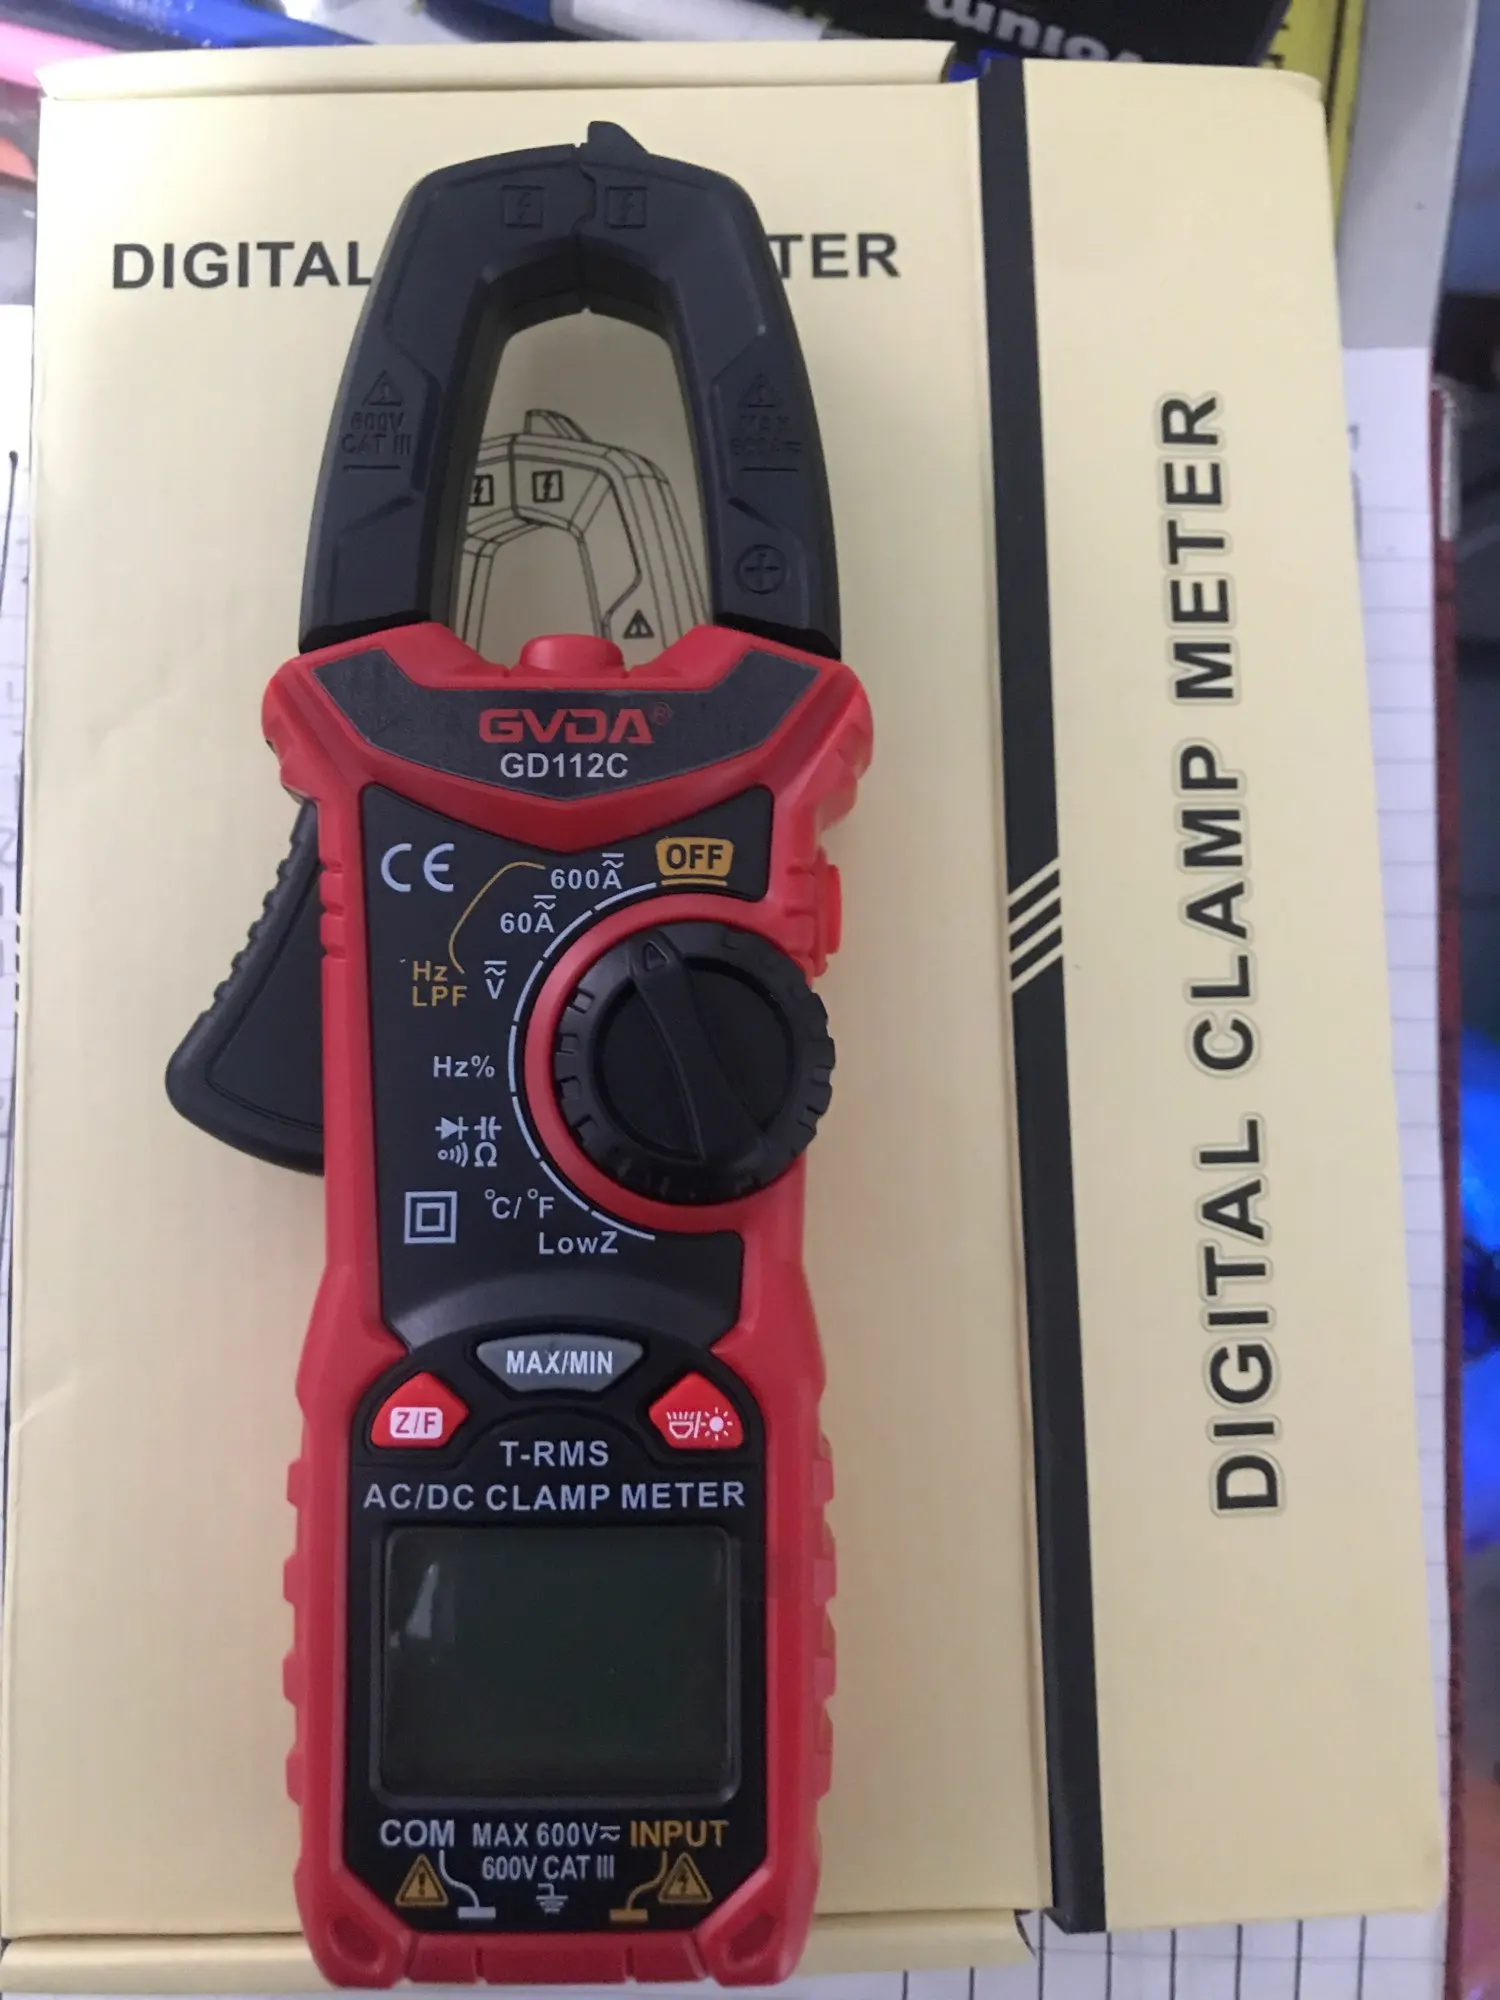 DIGITAL
TER
600V
CAT III
MAX
GVDA®
GD112C
CE
OFF
600A
60A
Hz
LPF
V
Hz%
Ω
°C/°F
LowZ
MAX/MIN
Z/F
T-RMS
AC/DC CLAMP METER
COM MAX 600V INPUT
600V CAT III
DIGITAL CLAMP METER